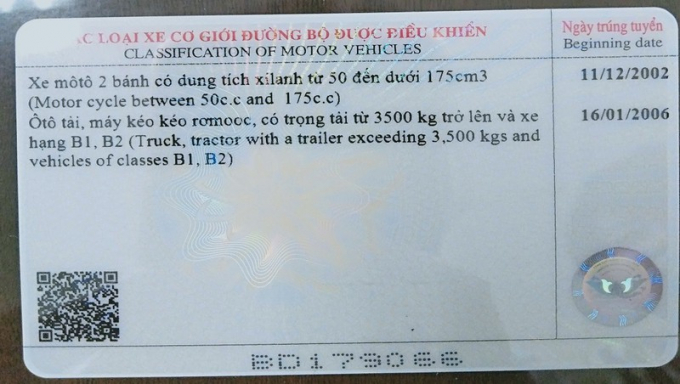 C LOẠI XE CƠ GIỚI ĐƯỜNG BỘ ĐƯỢC ĐIỀU KHIỂN
CLASSIFICATION OF MOTOR VEHICLES
Ngày trúng tuyển
Beginning date
Xe môtô 2 bánh có dung tích xilanh từ 50 đến dưới 175cm3
(Motor cycle between 50c.c and 175c.c)
11/12/2002
Ôtô tải, máy kéo kéo rơmooc, có trọng tải từ 3500 kg trở lên và xe
hạng B1, B2 (Truck, tractor with a trailer exceeding 3,500 kgs and
vehicles of classes B1, B2)
16/01/2006
BD179066